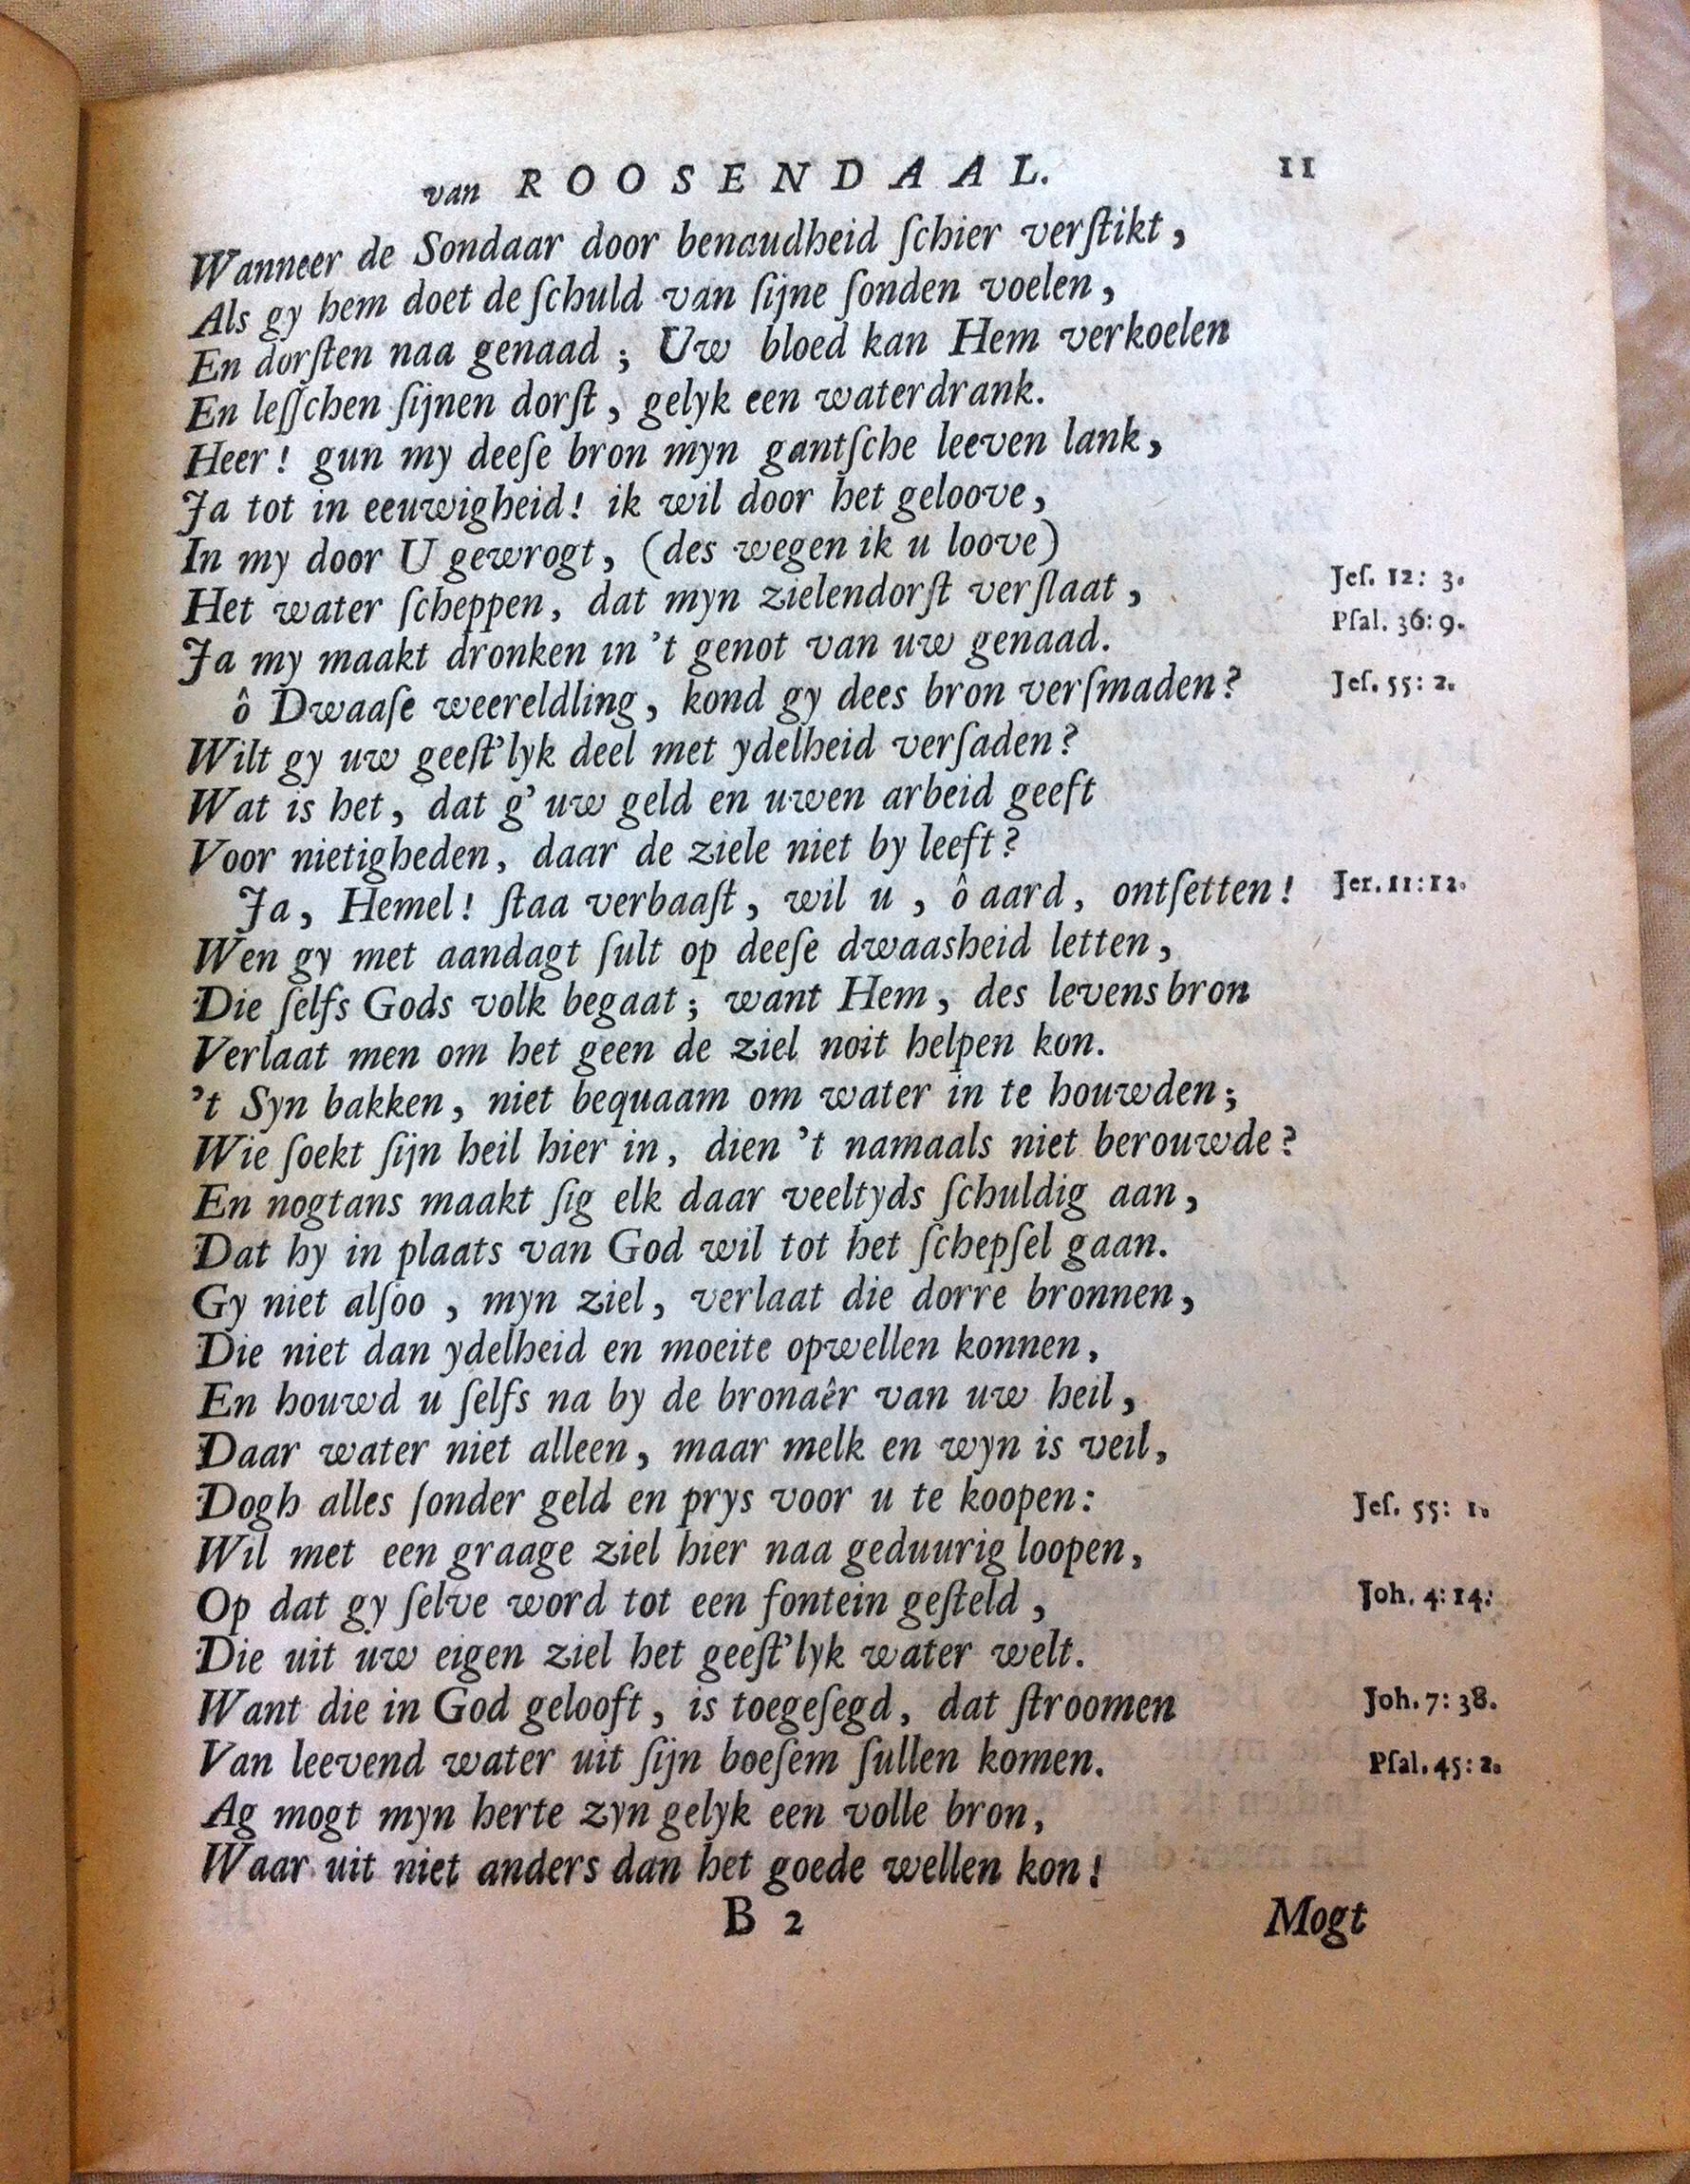 van ROOSENDAAL. 11
Wanneer de Sondaar door benaudheid ſchier verſtikt,
Als gy hem doet de ſchuld van ſijne ſonden voelen,
En dorſten naa genaad; Uw bloed kan Hem verkoelen
En leſſchen ſijnen dorſt, gelyk een waterdrank.
Heer! gun my deeſe bron myn gantſche leeven lank,
Ja tot in eeuwigheid! ik wil door het geloove,
In my door U gewrogt, (des wegen ik u loove)
Het water ſcheppen, dat myn zielendorſt verſlaat, Jeſ. 12: 3.
Ja my maakt dronken in 't genot van uw genaad. Pſal. 36: 9.
ô Dwaaſe weereldling, kond gy dees bron verſmaden? Jeſ. 55: 2.
Wilt gy uw geeſt'lyk deel met ydelheid verſaden?
Wat is het, dat g' uw geld en uwen arbeid geeft
Voor nietigheden, daar de ziele niet by leeft?
Ja, Hemel! ſtaa verbaaſt, wil u, ô aard, ontſetten! Jer. 11:12.
Wen gy met aandagt ſult op deeſe dwaasheid letten,
Die ſelfs Gods volk begaat; want Hem, des levens bron
Verlaat men om het geen de ziel noit helpen kon.
't Syn bakken, niet bequaam om water in te houwden;
Wie ſoekt ſijn heil hier in, dien 't namaals niet berouwde?
En nogtans maakt ſig elk daar veeltyds ſchuldig aan,
Dat hy in plaats van God wil tot het ſchepſel gaan.
Gy niet alſoo, myn ziel, verlaat die dorre bronnen,
Die niet dan ydelheid en moeite opwellen konnen,
En houwd u ſelfs na by de bronaêr van uw heil,
Daar water niet alleen, maar melk en wyn is veil,
Dogh alles ſonder geld en prys voor u te koopen: Jeſ. 55: 1.
Wil met een graage ziel hier naa geduurig loopen,
Op dat gy ſelve word tot een fontein geſteld, Joh. 4:14.
Die uit uw eigen ziel het geeſt'lyk water welt.
Want die in God gelooft, is toegeſegd, dat ſtroomen Joh. 7: 38.
Van leevend water uit ſijn boeſem ſullen komen. Pſal. 45: 2.
Ag mogt myn herte zyn gelyk een volle bron,
Waar uit niet anders dan het goede wellen kon!
B 2 Mogt